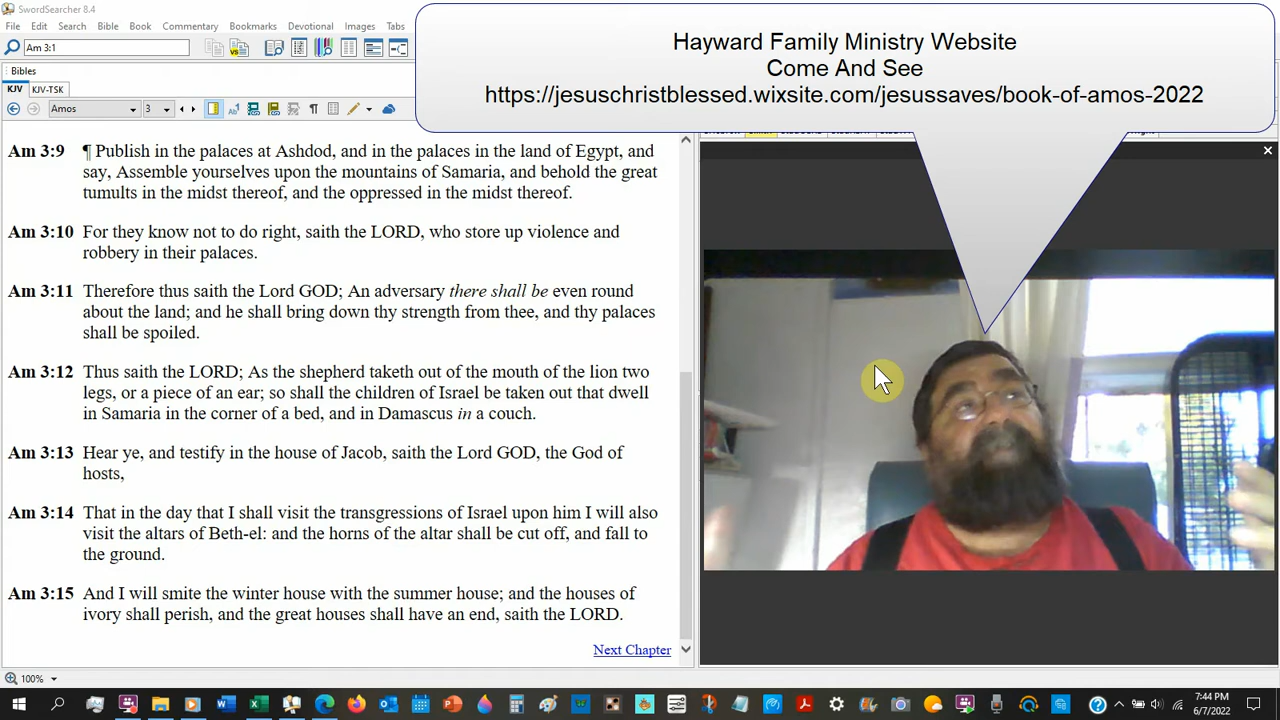 SwordSearcher 8.4
File Edit Search Bible Book Commentary Bookmarks Devotional Images Tabs
Am 3:1
Bibles
KJV KJV-TSK
Amos 3
Hayward Family Ministry Website
Come And See
https://jesuschristblessed.wixsite.com/jesussaves/book-of-amos-2022
Am 3:9 ¶ Publish in the palaces at Ashdod, and in the palaces in the land of Egypt, and
say, Assemble yourselves upon the mountains of Samaria, and behold the great
tumults in the midst thereof, and the oppressed in the midst thereof.
Am 3:10 For they know not to do right, saith the LORD, who store up violence and
robbery in their palaces.
Am 3:11 Therefore thus saith the Lord GOD; An adversary there shall be even round
about the land; and he shall bring down thy strength from thee, and thy palaces
shall be spoiled.
Am 3:12 Thus saith the LORD; As the shepherd taketh out of the mouth of the lion two
legs, or a piece of an ear; so shall the children of Israel be taken out that dwell
in Samaria in the corner of a bed, and in Damascus in a couch.
Am 3:13 Hear ye, and testify in the house of Jacob, saith the Lord GOD, the God of
hosts,
Am 3:14 That in the day that I shall visit the transgressions of Israel upon him I will also
visit the altars of Beth-el: and the horns of the altar shall be cut off, and fall to
the ground.
Am 3:15 And I will smite the winter house with the summer house; and the houses of
ivory shall perish, and the great houses shall have an end, saith the LORD.
Next Chapter
100%
7:44 PM
6/7/2022